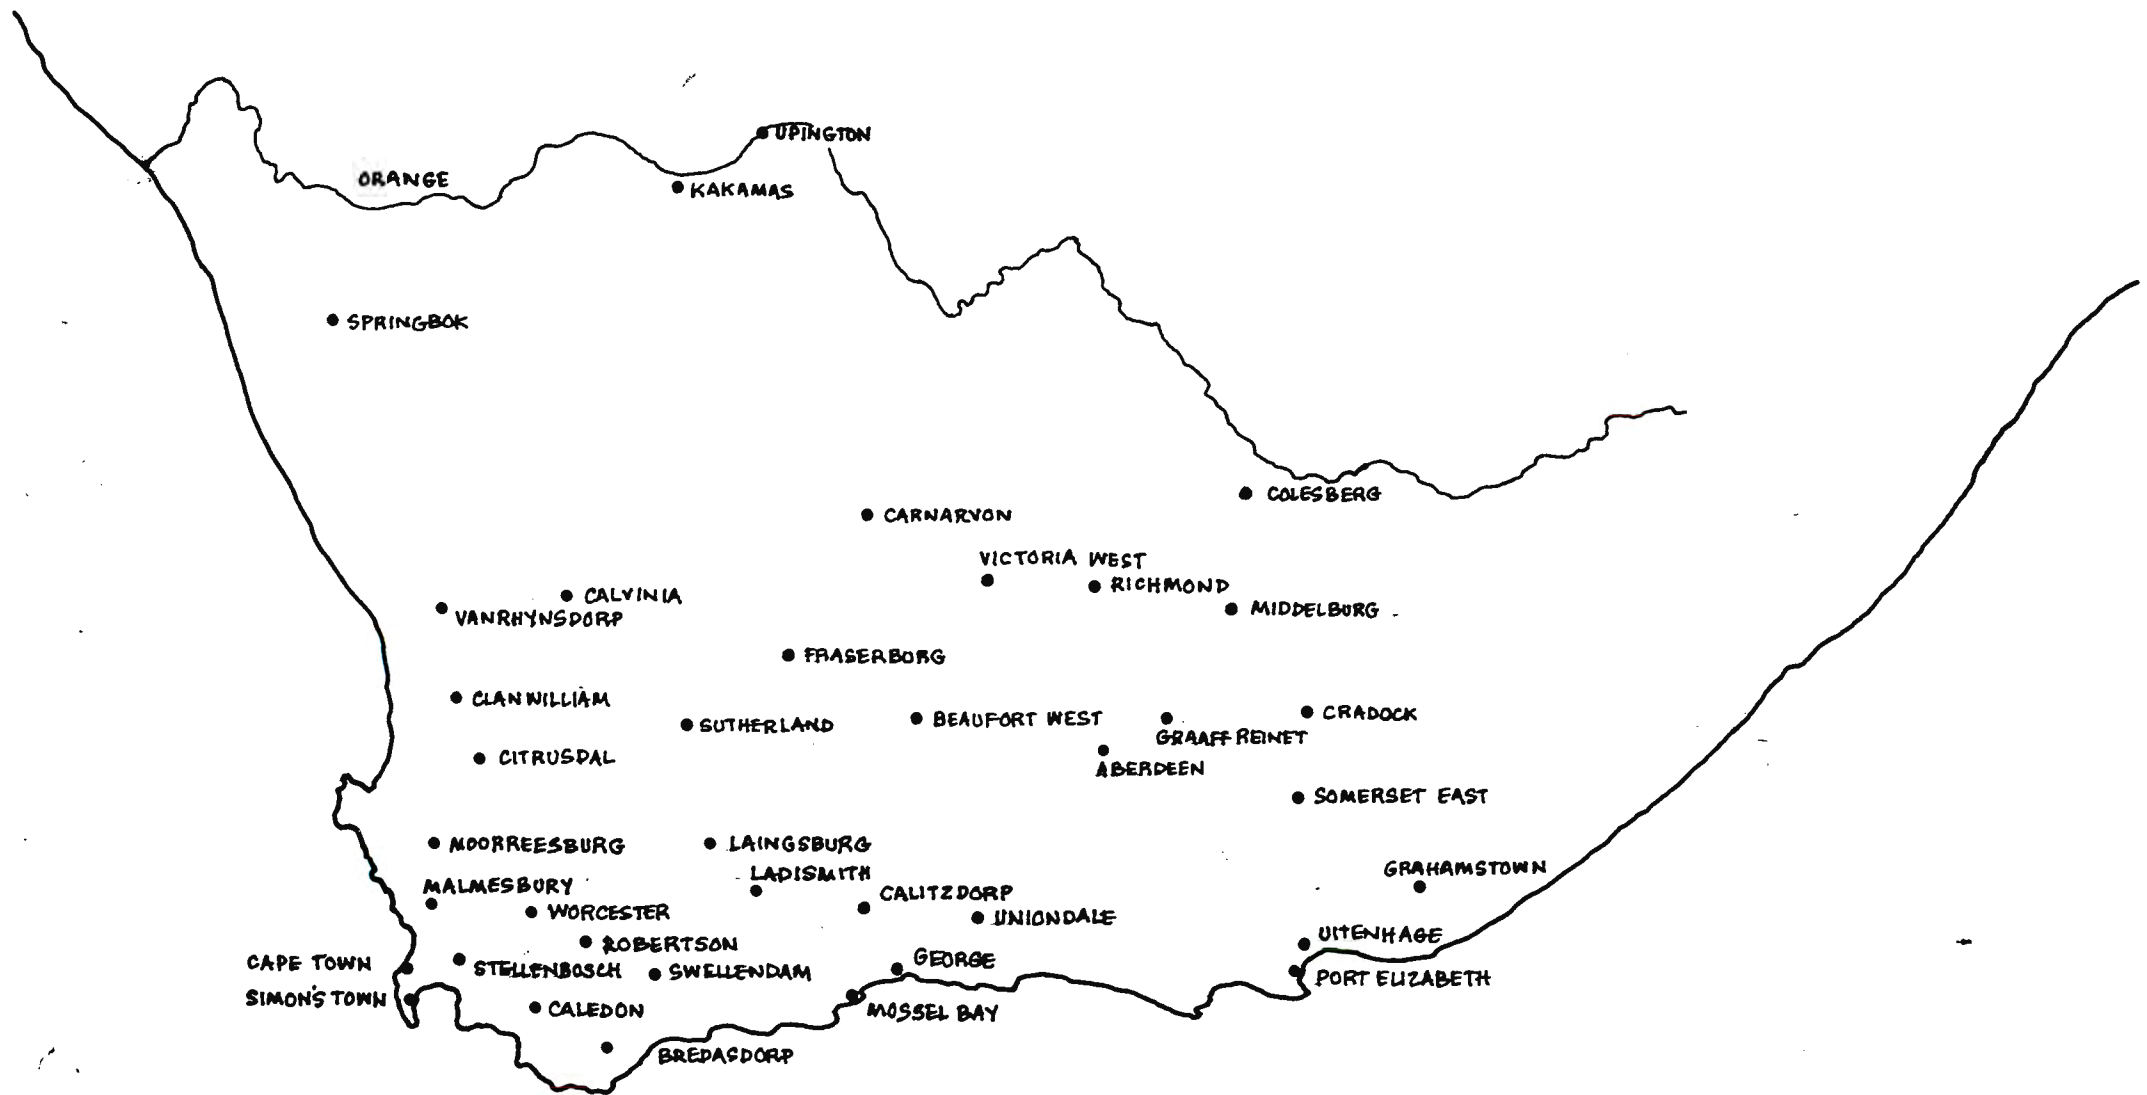 UPINGTON
ORANGE
KAKAMAS
SPRINGBOK
COLESBERG
CARNARVON
VICTORIA WEST
RICHMOND
CALVINIA
MIDDELBURG
VANRHYNSDORP
FRASERBURG
CLANWILLIAM
SUTHERLAND
BEAUFORT WEST
CRADOCK
GRAAFF REINET
CITRUSDAL
ABERDEEN
SOMERSET EAST
MOORREESBURG
LAINGSBURG
GRAHAMSTOWN
LADISMITH
MALMESBURY
CALITZDORP
WORCESTER
UNIONDALE
UITENHAGE
ROBERTSON
GEORGE
CAPE TOWN
STELLENBOSCH
SWELLENDAM
PORT ELIZABETH
SIMON'S TOWN
CALEDON
MOSSEL BAY
BREDASDORP